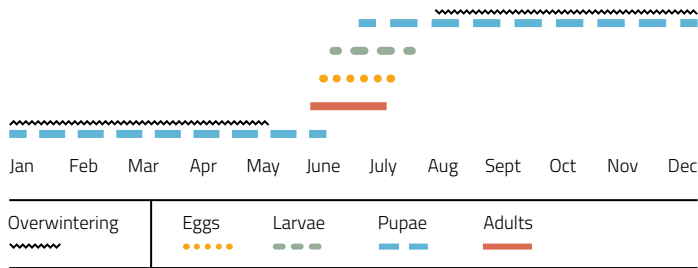 Jan Feb Mar Apr May June July Aug Sept Oct Nov Dec
Overwintering Eggs Larvae Pupae Adults